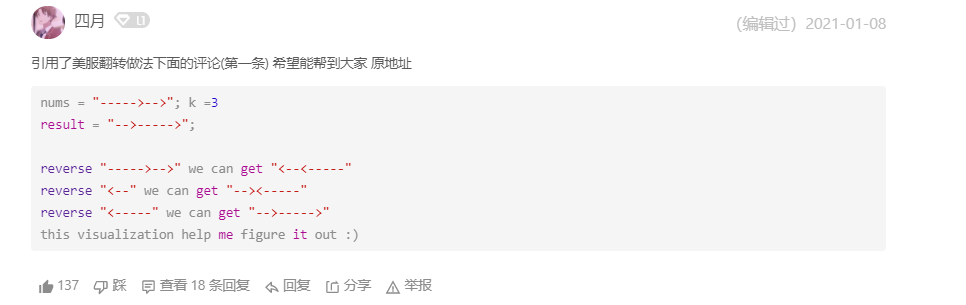 四月 L1
(编辑过) 2021-01-08
引用了美服翻转做法下面的评论(第一条) 希望能帮到大家 原地址
nums = "----->-->"; k =3
result = "-->----->";
reverse "----->-->" we can get "<--<-----"
reverse "<--" we can get "--><-----"
reverse "<-----" we can get "-->----->"
this visualization help me figure it out :)
137 踩 查看 18 条回复 回复 分享 举报